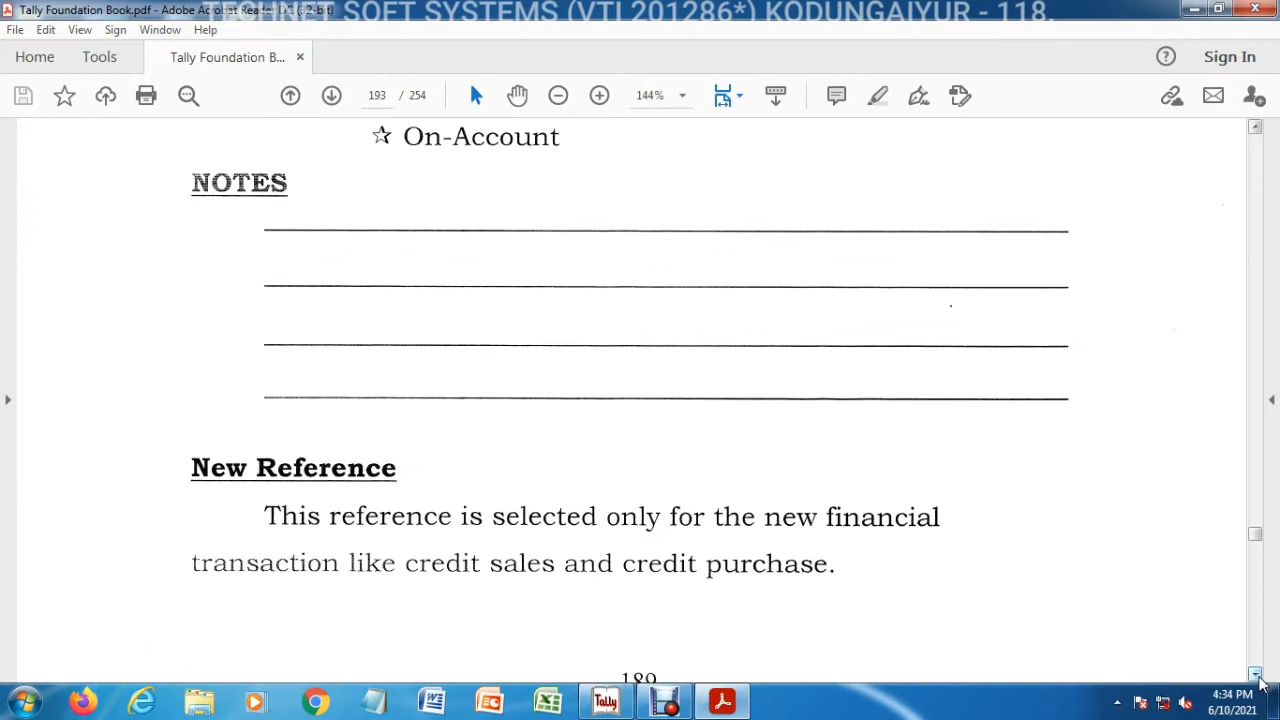 Tally Foundation Book.pdf - Adobe Acrobat Reader DC (32-bit)
SOFT SYSTEMS (VTI 201286*) KODUNGAIYUR - 118.
File Edit View Sign Window Help
Home Tools Tally Foundation B... × Sign In
193 / 254 144%
☆ On-Account
NOTES
New Reference
This reference is selected only for the new financial
transaction like credit sales and credit purchase.
189
Tally
4:34 PM
6/10/2021